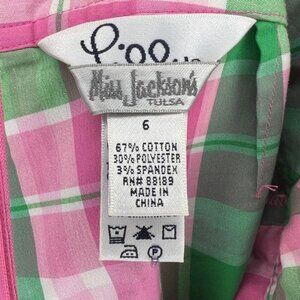 Miss Jackson's
TULSA
6
67% COTTON
30% POLYESTER
3% SPANDEX
RN# 88189
MADE IN
CHINA
P